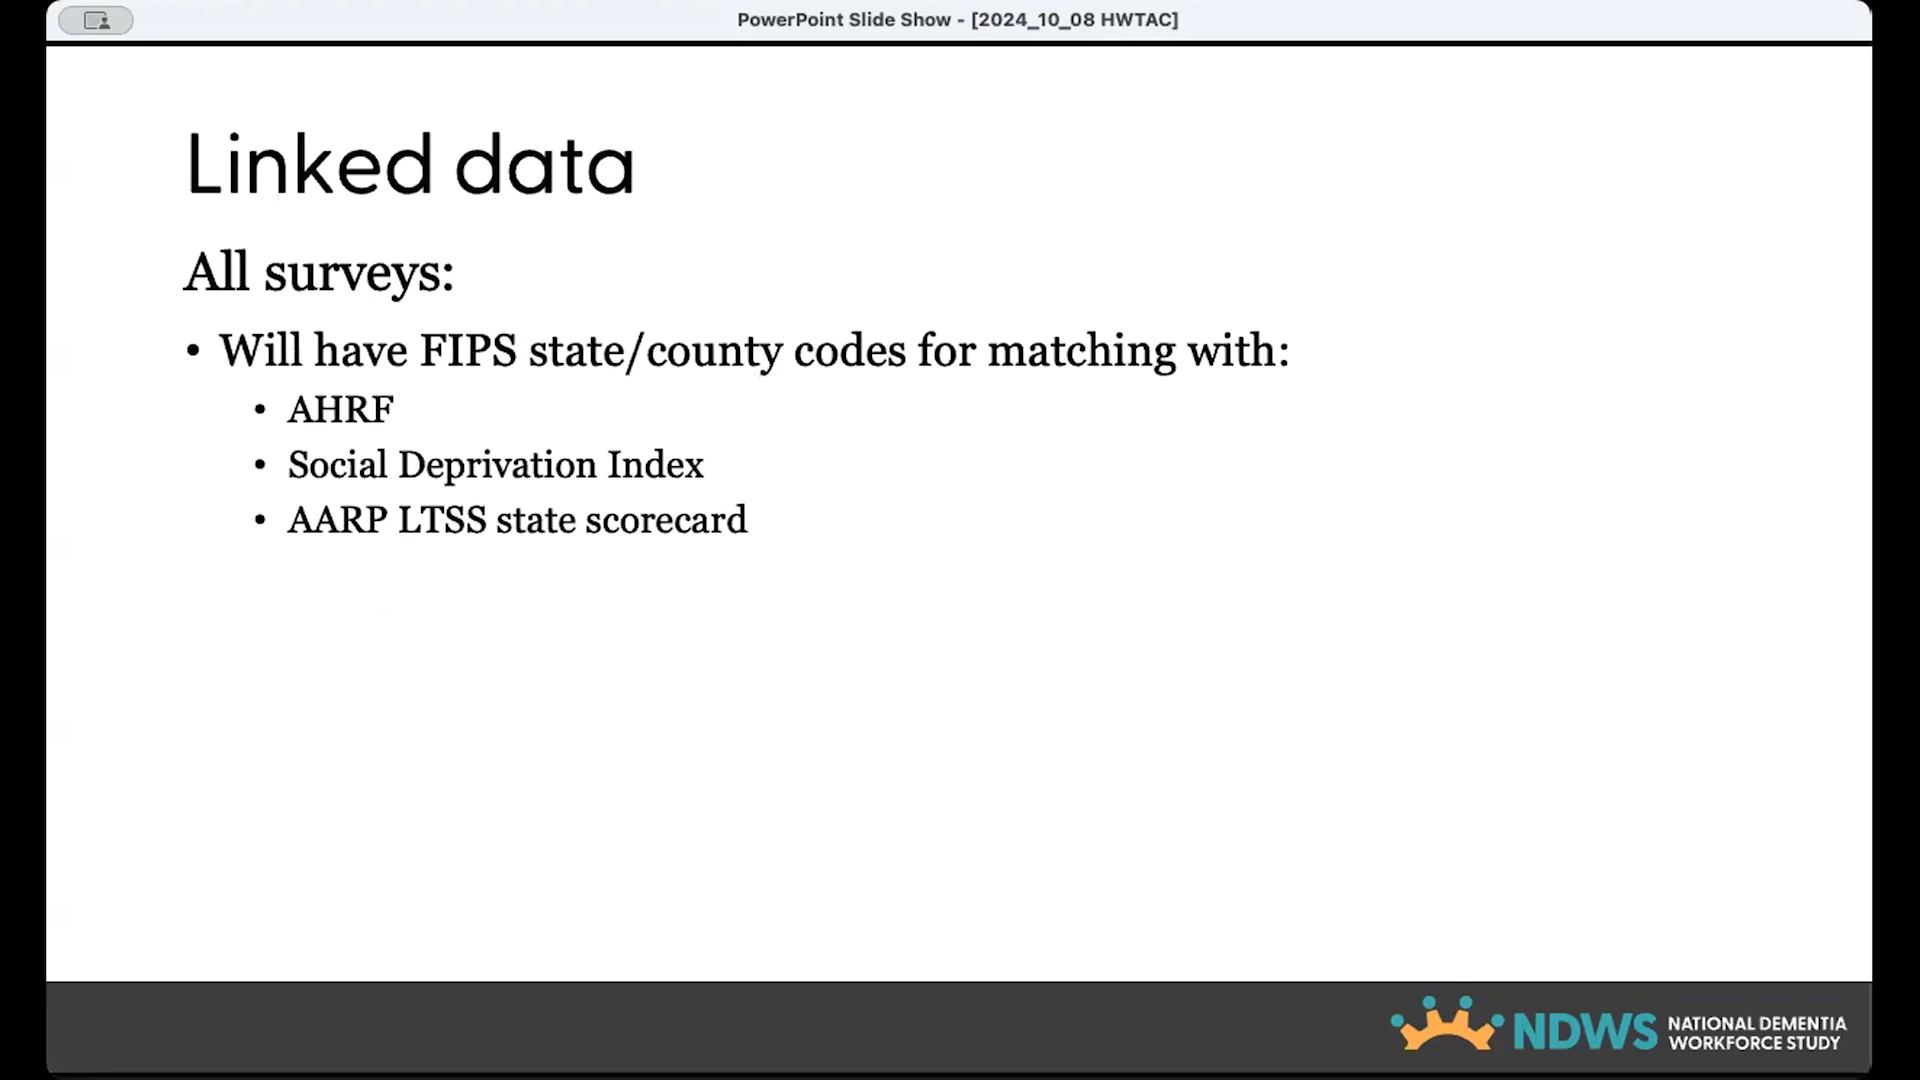 PowerPoint Slide Show - [2024_10_08 HWTAC]
Linked data
All surveys:
• Will have FIPS state/county codes for matching with:
• AHRF
• Social Deprivation Index
• AARP LTSS state scorecard
NDWS
NATIONAL DEMENTIA
WORKFORCE STUDY